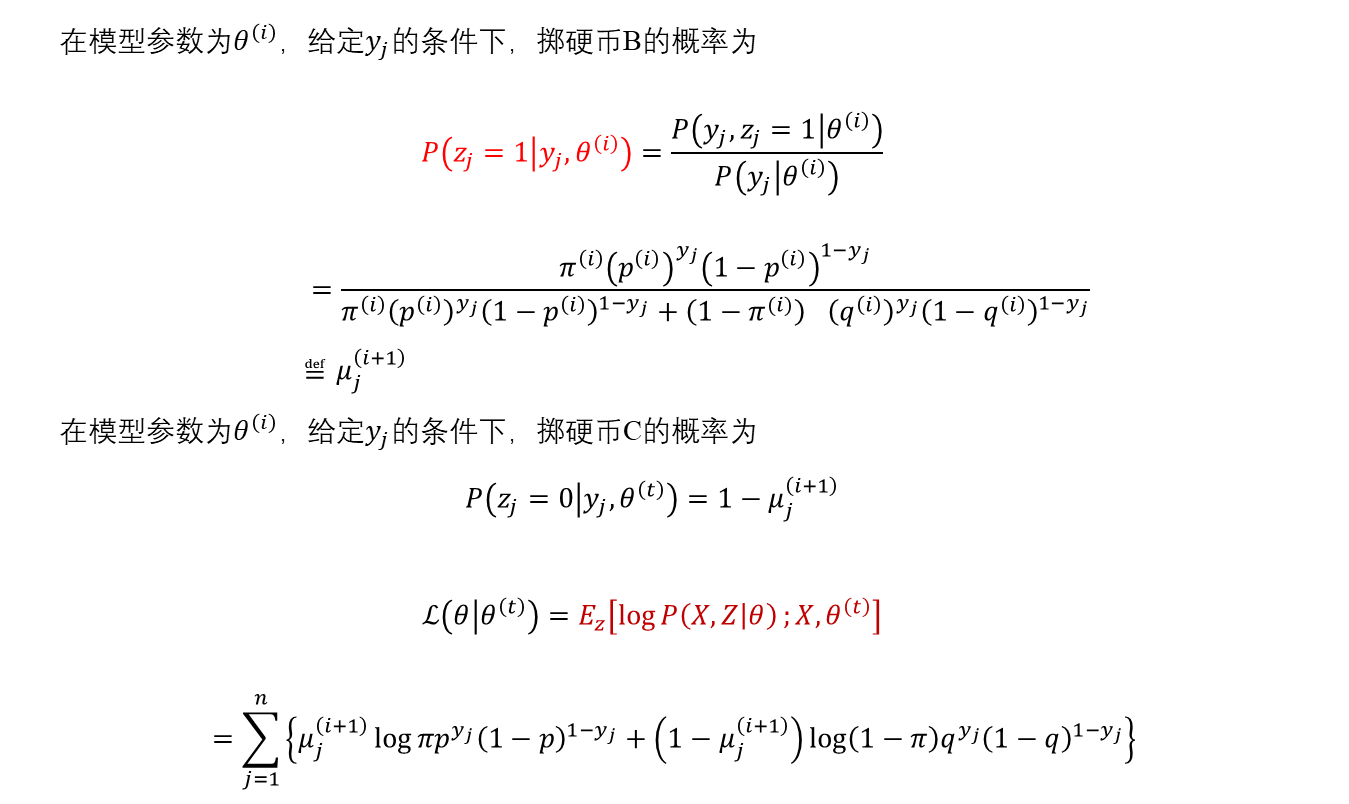 在模型参数为θ^(i)，给定y_j的条件下，掷硬币B的概率为
P(z_j = 1|y_j, θ^(i)) = P(y_j, z_j = 1|θ^(i)) / P(y_j|θ^(i))
= π^(i)(p^(i))^{y_j}(1 − p^(i))^{1−y_j} / π^(i)(p^(i))^{y_j}(1 − p^(i))^{1−y_j} + (1 − π^(i)) (q^(i))^{y_j}(1 − q^(i))^{1−y_j}
≝ μ_j^(i+1)
在模型参数为θ^(i)，给定y_j的条件下，掷硬币C的概率为
P(z_j = 0|y_j, θ^(t)) = 1 − μ_j^(i+1)
ℒ(θ|θ^(t)) = E_z[log P(X, Z|θ) ; X, θ^(t)]
= ∑_{j=1}^{n} {μ_j^(i+1) log πp^{y_j}(1 − p)^{1−y_j} + (1 − μ_j^(i+1)) log(1 − π)q^{y_j}(1 − q)^{1−y_j}}